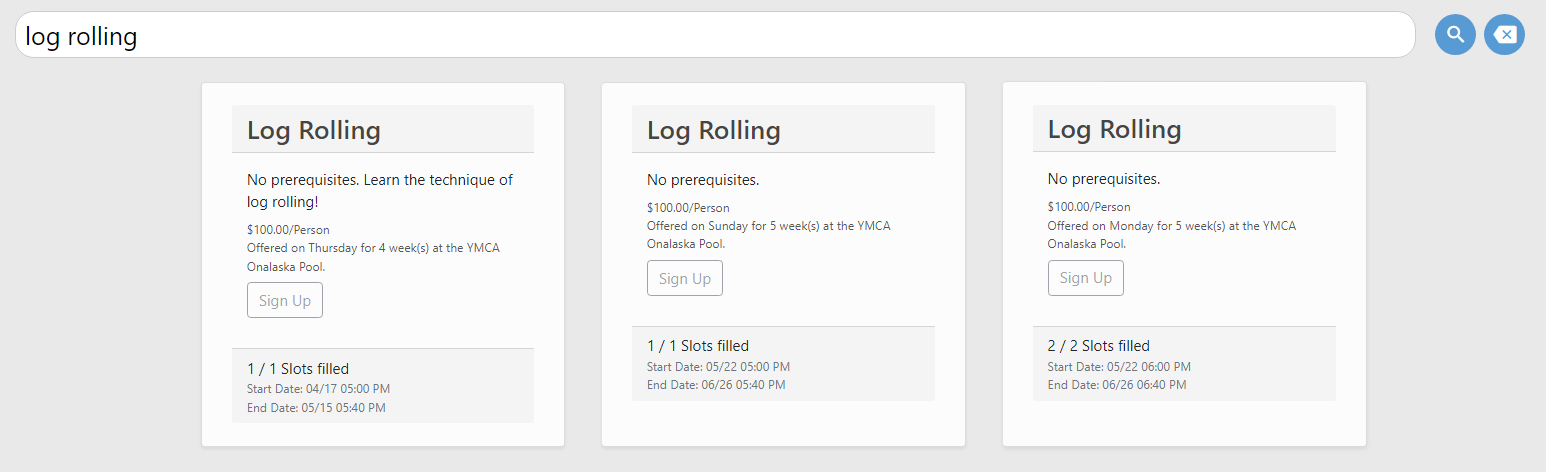 log rolling
Log Rolling
No prerequisites. Learn the technique of
log rolling!
$100.00/Person
Offered on Thursday for 4 week(s) at the YMCA
Onalaska Pool.
Sign Up
1 / 1 Slots filled
Start Date: 04/17 05:00 PM
End Date: 05/15 05:40 PM
Log Rolling
No prerequisites.
$100.00/Person
Offered on Sunday for 5 week(s) at the YMCA
Onalaska Pool.
Sign Up
1 / 1 Slots filled
Start Date: 05/22 05:00 PM
End Date: 06/26 05:40 PM
Log Rolling
No prerequisites.
$100.00/Person
Offered on Monday for 5 week(s) at the YMCA
Onalaska Pool.
Sign Up
2 / 2 Slots filled
Start Date: 05/22 06:00 PM
End Date: 06/26 06:40 PM